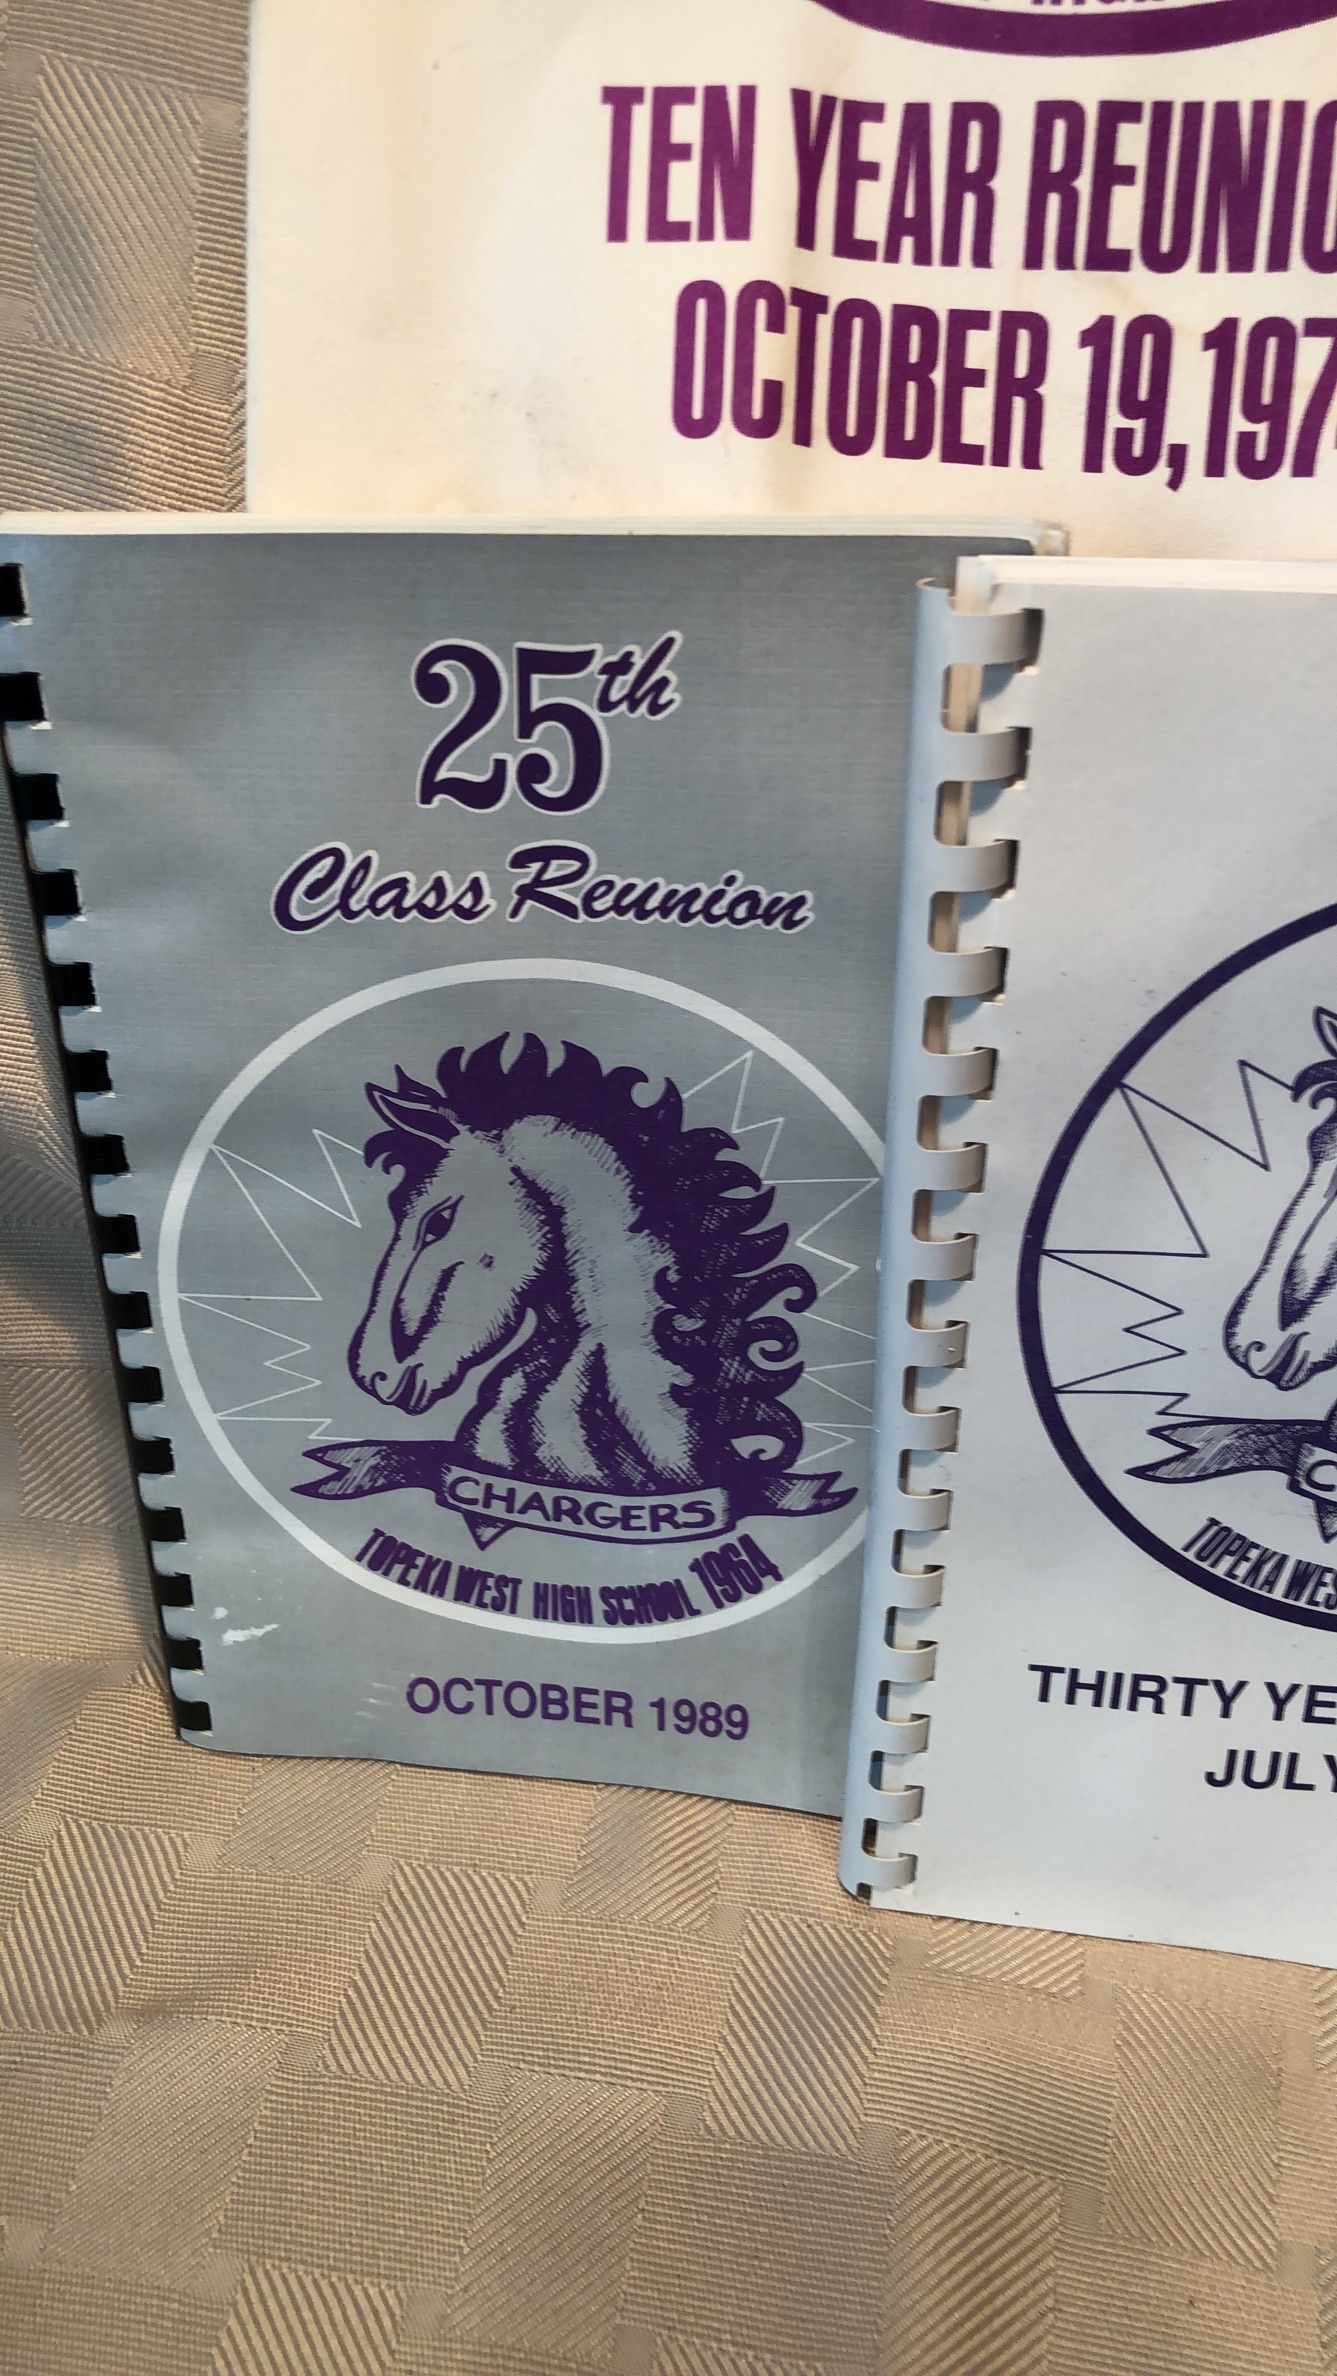 TEN YEAR REUNIO
OCTOBER 19, 197
25th
Class Reunion
CHARGERS
TOPEKA WEST HIGH SCHOOL 1964
OCTOBER 1989
C
TOPEKA WES
THIRTY YE
JULY